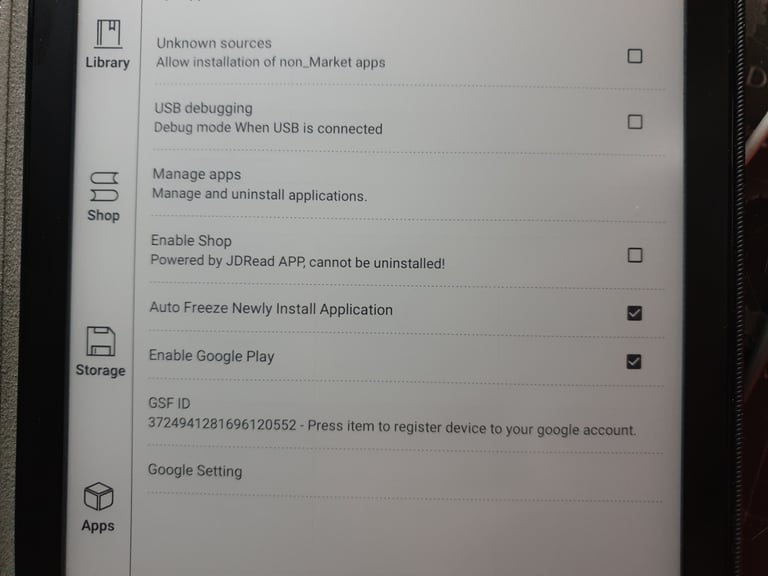 Library
Shop
Storage
Apps
Unknown sources
Allow installation of non_Market apps
USB debugging
Debug mode When USB is connected
Manage apps
Manage and uninstall applications.
Enable Shop
Powered by JDRead APP, cannot be uninstalled!
Auto Freeze Newly Install Application
Enable Google Play
GSF ID
3724941281696120552 - Press item to register device to your google account.
Google Setting